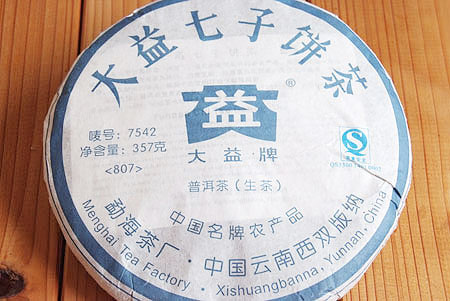 大益七子饼茶
益
®
唛号: 7542
净含量: 357克
<807>
大益·牌
普洱茶(生茶)
中国名牌农产品
勐海茶厂·中国云南西双版纳
Menghai Tea Factory · Xishuangbanna, Yunnan, China